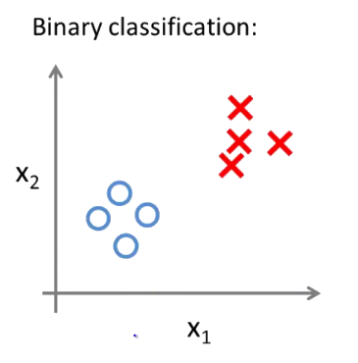 Binary classification:
x₂
x₁